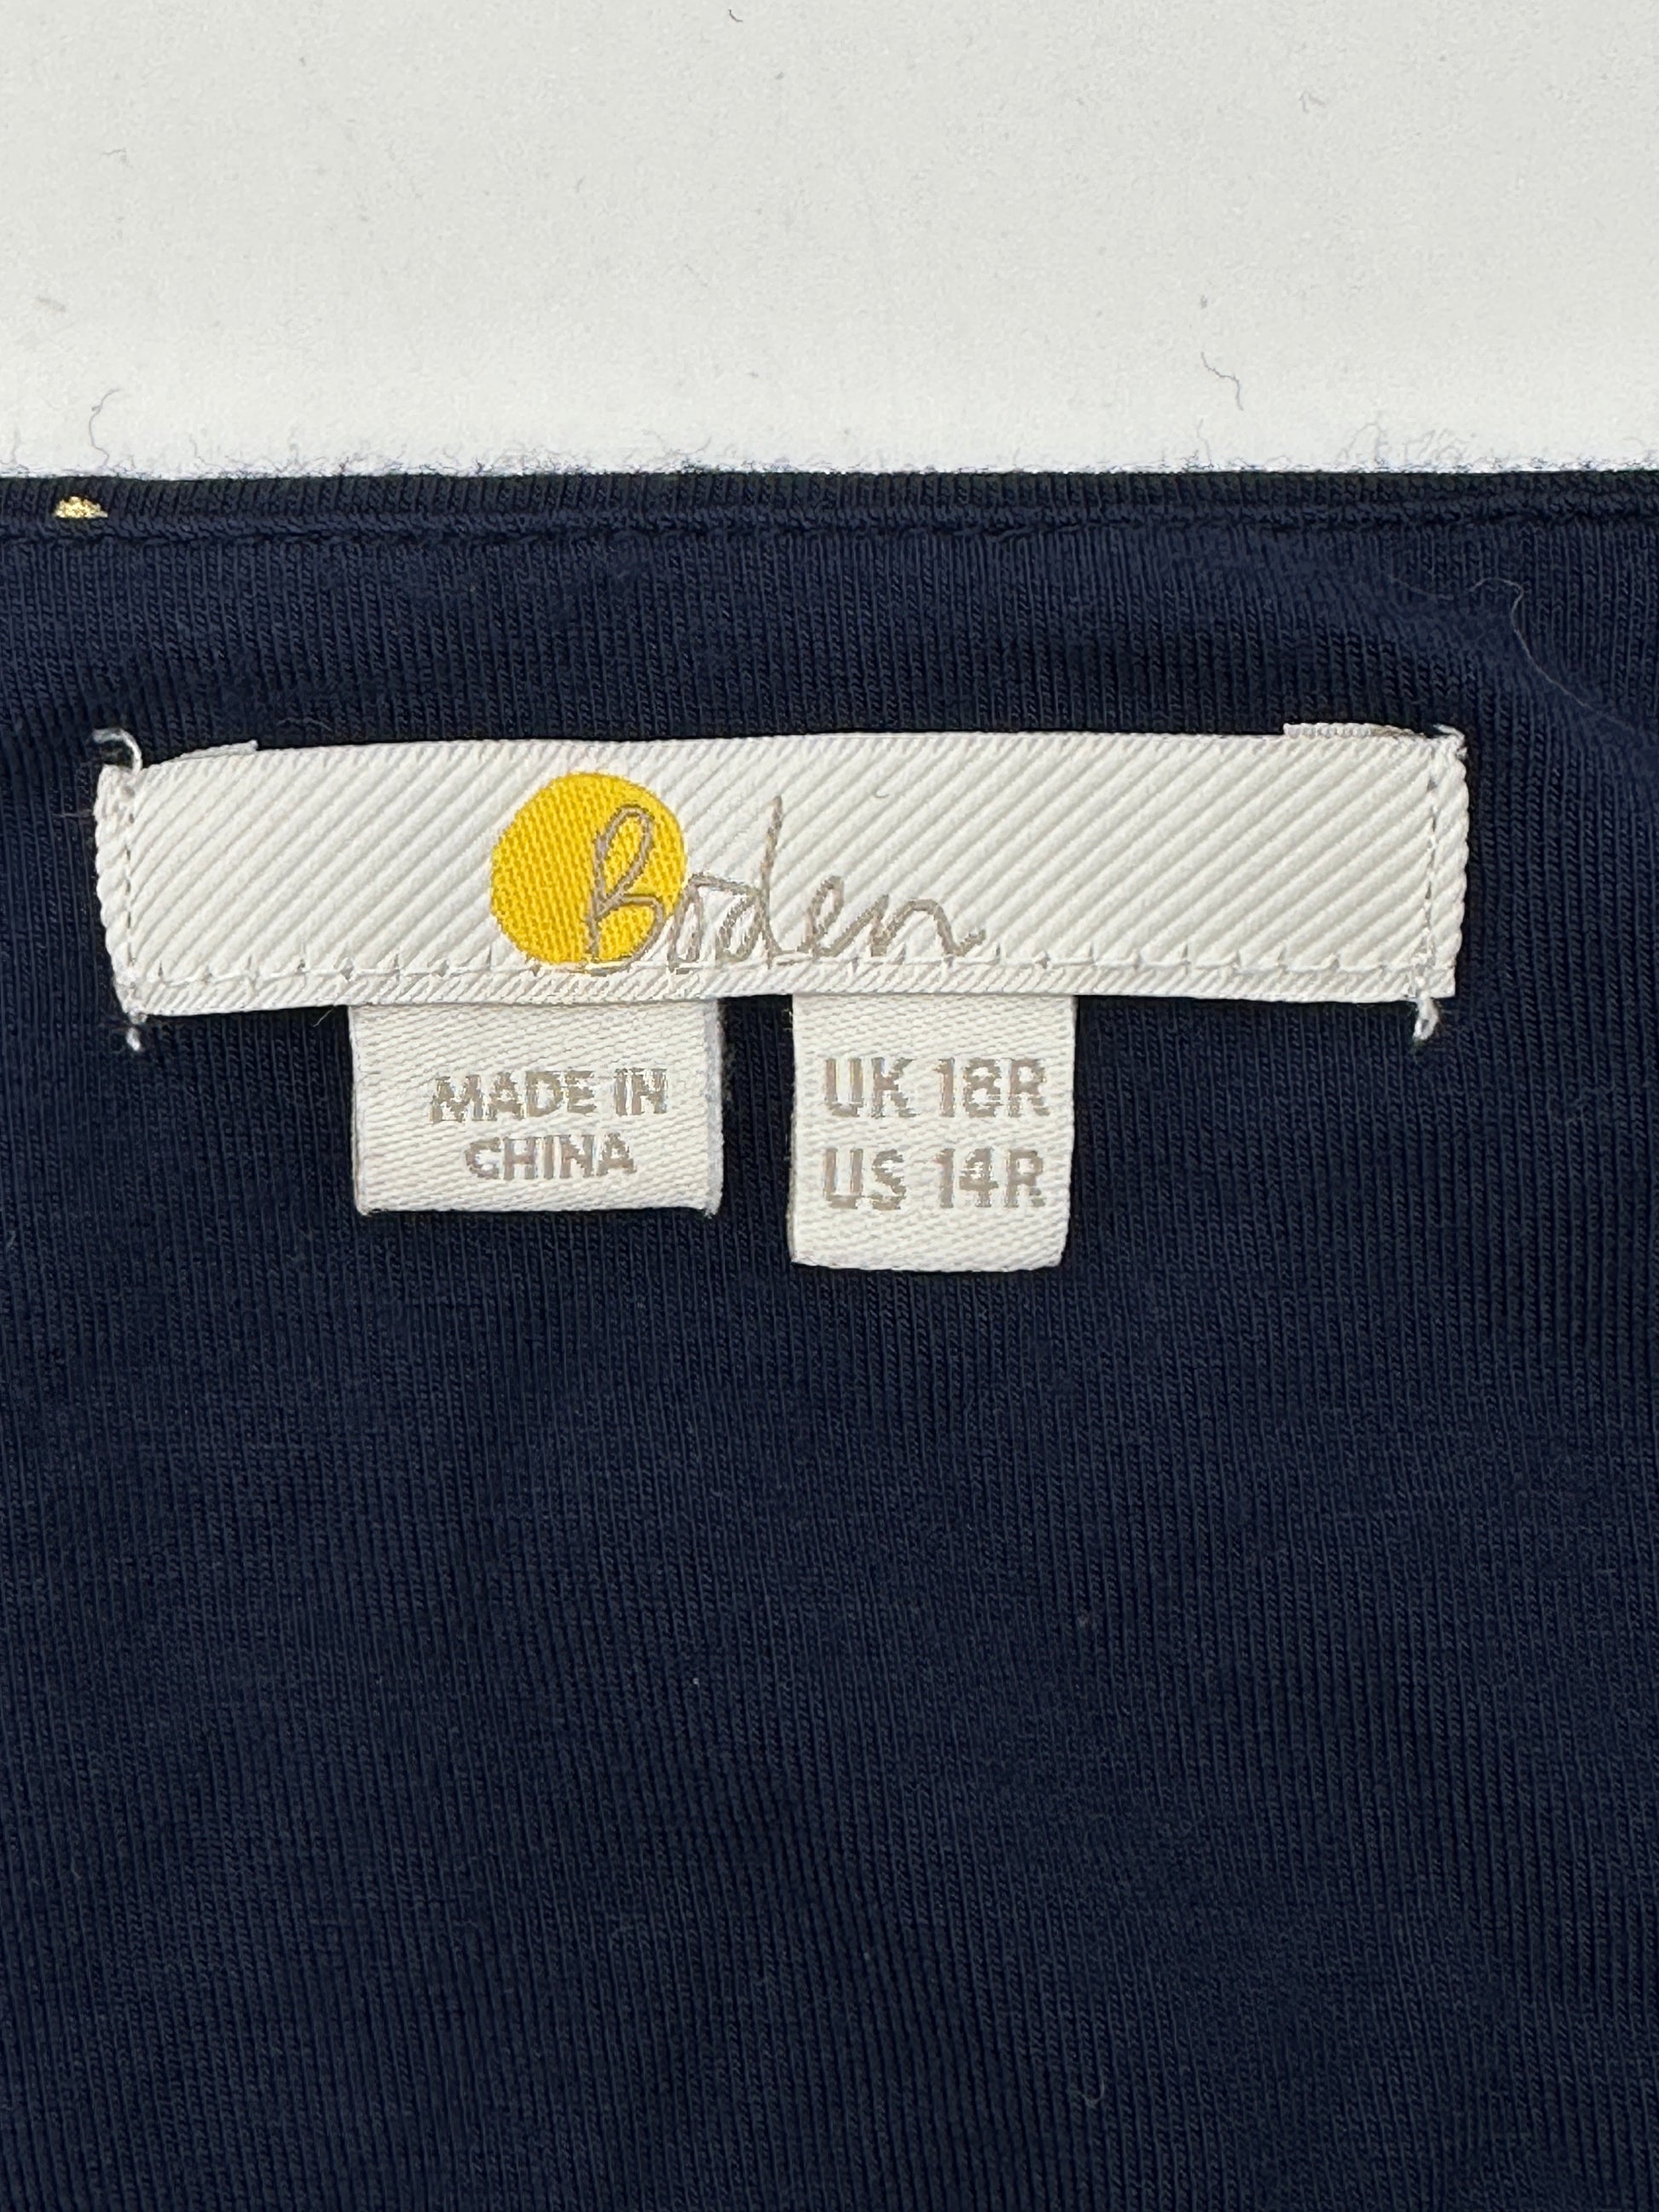 Boden
MADE IN
CHINA
UK 18R
US 14R